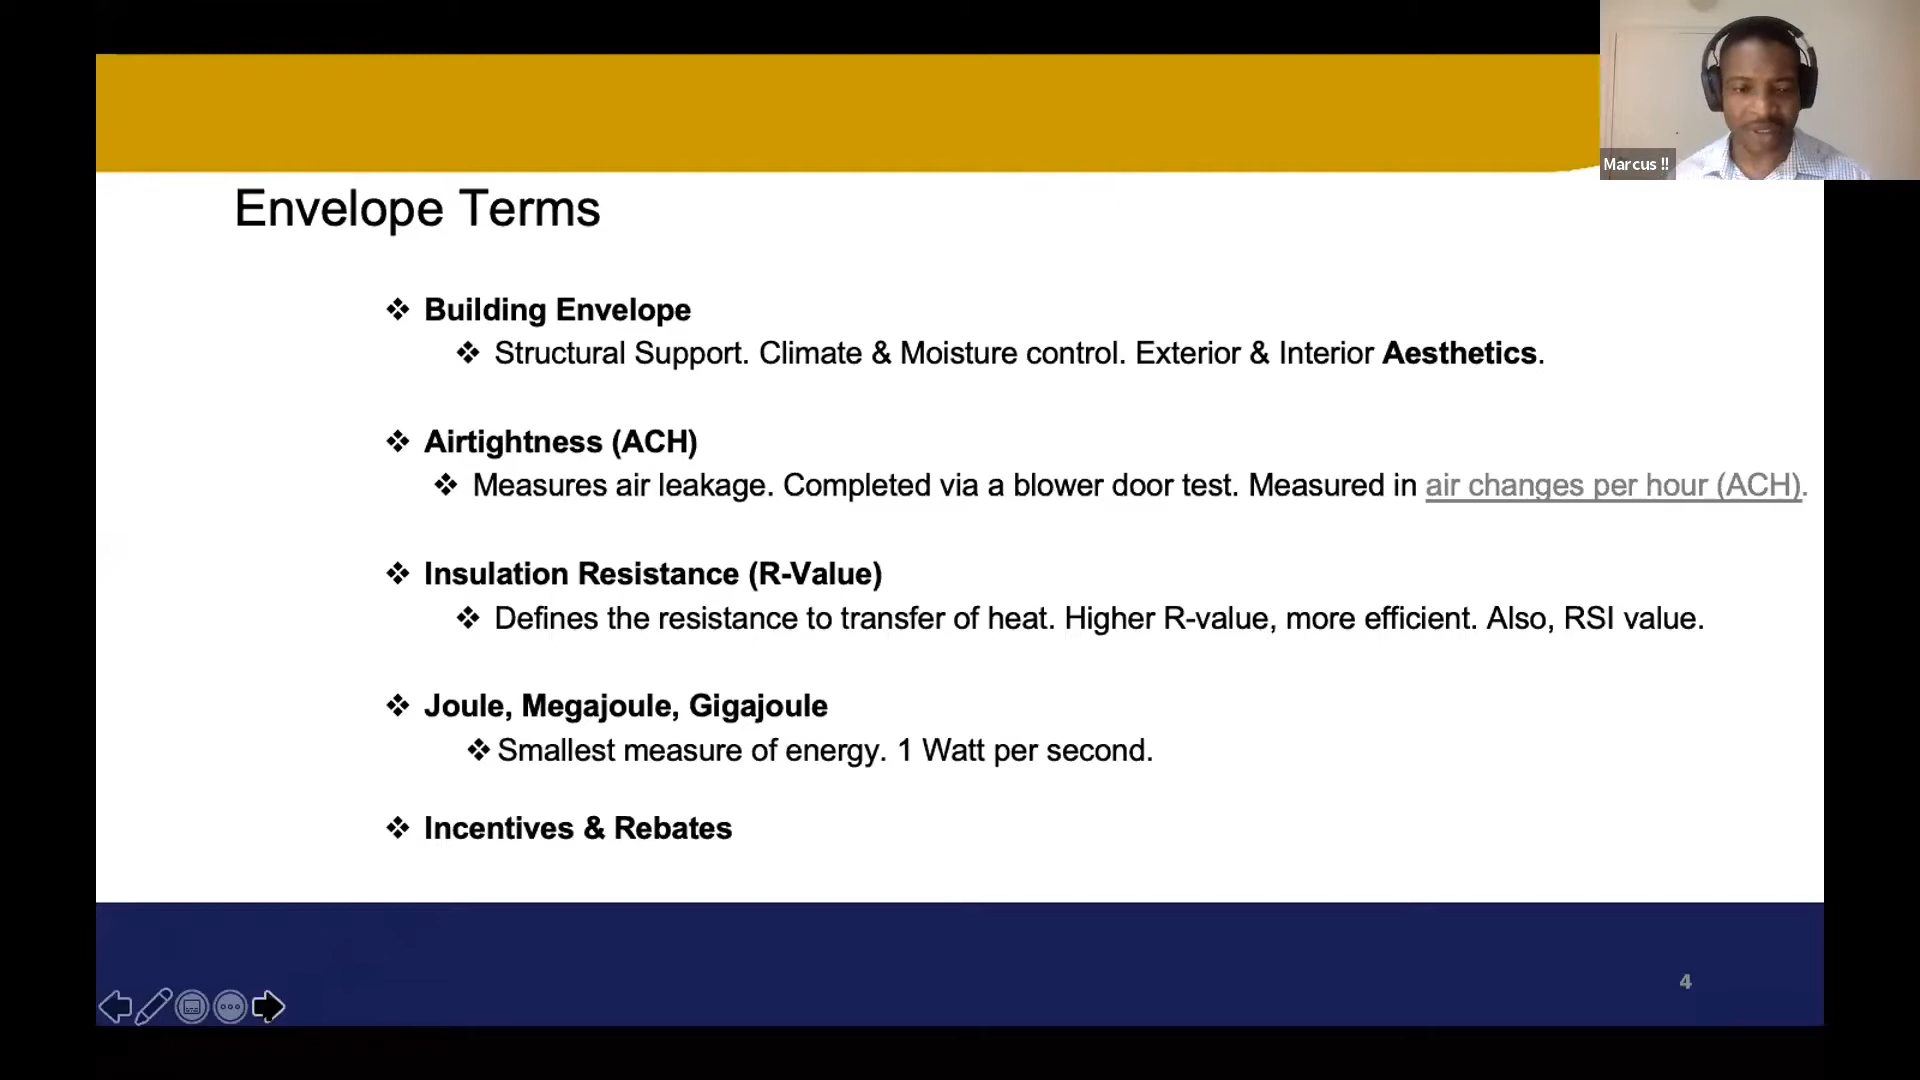 Marcus !!
Envelope Terms
❖ Building Envelope
❖ Structural Support. Climate & Moisture control. Exterior & Interior Aesthetics.
❖ Airtightness (ACH)
❖ Measures air leakage. Completed via a blower door test. Measured in air changes per hour (ACH).
❖ Insulation Resistance (R-Value)
❖ Defines the resistance to transfer of heat. Higher R-value, more efficient. Also, RSI value.
❖ Joule, Megajoule, Gigajoule
❖ Smallest measure of energy. 1 Watt per second.
❖ Incentives & Rebates
4